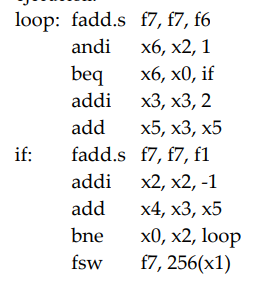 loop: fadd.s f7, f7, f6
andi x6, x2, 1
beq x6, x0, if
addi x3, x3, 2
add x5, x3, x5
if: fadd.s f7, f7, f1
addi x2, x2, -1
add x4, x3, x5
bne x0, x2, loop
fsw f7, 256(x1)